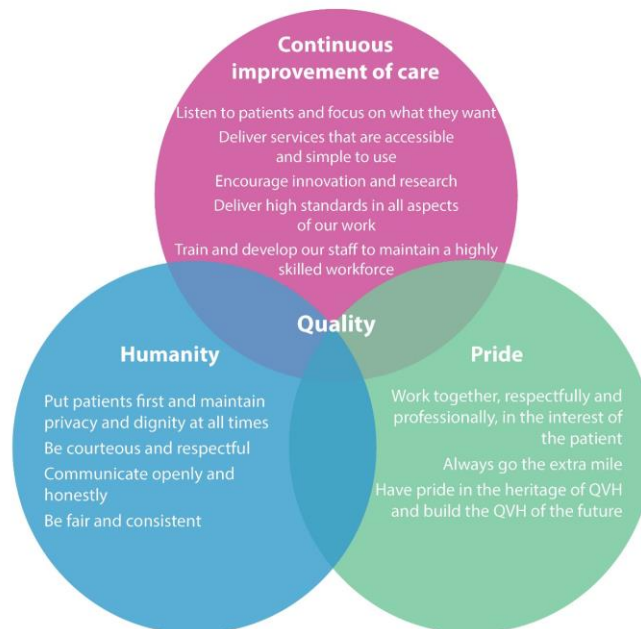 Continuous
improvement of care
Listen to patients and focus on what they want
Deliver services that are accessible
and simple to use
Encourage innovation and research
Deliver high standards in all aspects
of our work
Train and develop our staff to maintain a highly
skilled workforce
Quality
Humanity
Put patients first and maintain
privacy and dignity at all times
Be courteous and respectful
Communicate openly and
honestly
Be fair and consistent
Pride
Work together, respectfully and
professionally, in the interest of
the patient
Always go the extra mile
Have pride in the heritage of QVH
and build the QVH of the future